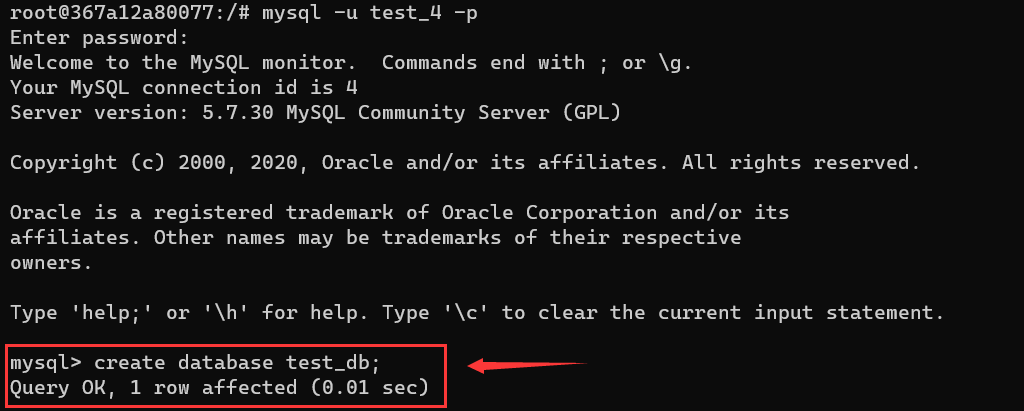 root@367a12a80077:/# mysql -u test_4 -p
Enter password:
Welcome to the MySQL monitor.  Commands end with ; or \g.
Your MySQL connection id is 4
Server version: 5.7.30 MySQL Community Server (GPL)
Copyright (c) 2000, 2020, Oracle and/or its affiliates. All rights reserved.
Oracle is a registered trademark of Oracle Corporation and/or its
affiliates. Other names may be trademarks of their respective
owners.
Type 'help;' or '\h' for help. Type '\c' to clear the current input statement.
mysql> create database test_db;
Query OK, 1 row affected (0.01 sec)